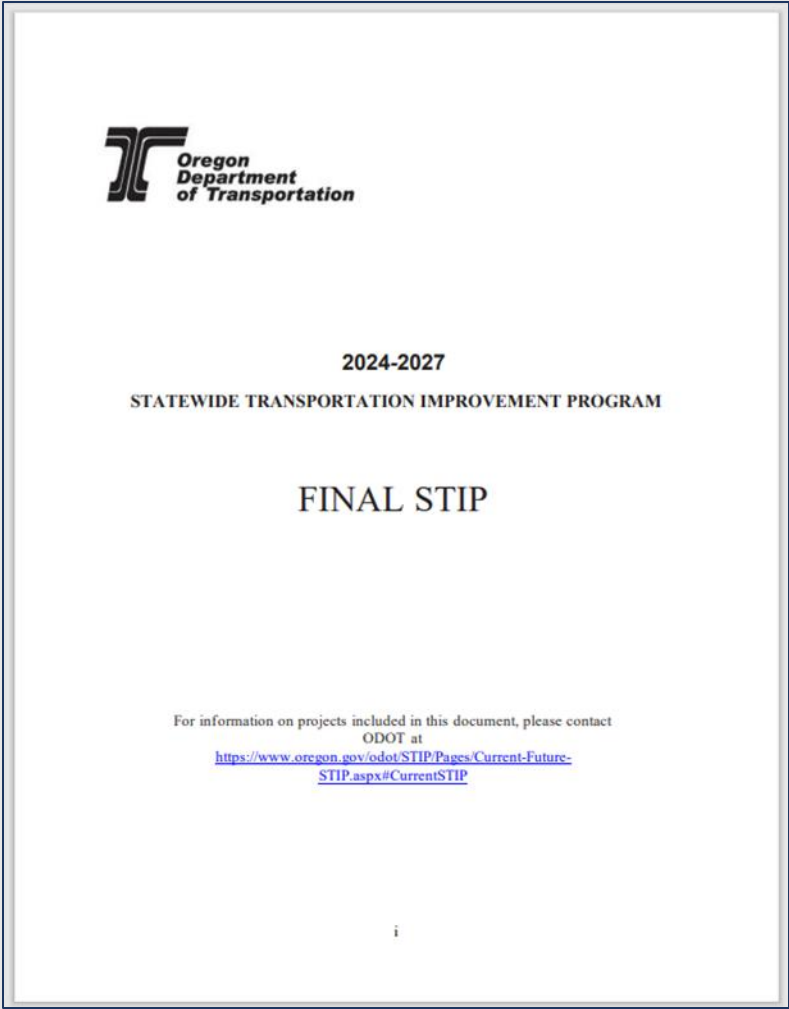 Oregon
Department
of Transportation
2024-2027
STATEWIDE TRANSPORTATION IMPROVEMENT PROGRAM
FINAL STIP
For information on projects included in this document, please contact
ODOT at
https://www.oregon.gov/odot/STIP/Pages/Current-Future-
STIP.aspx#CurrentSTIP
i